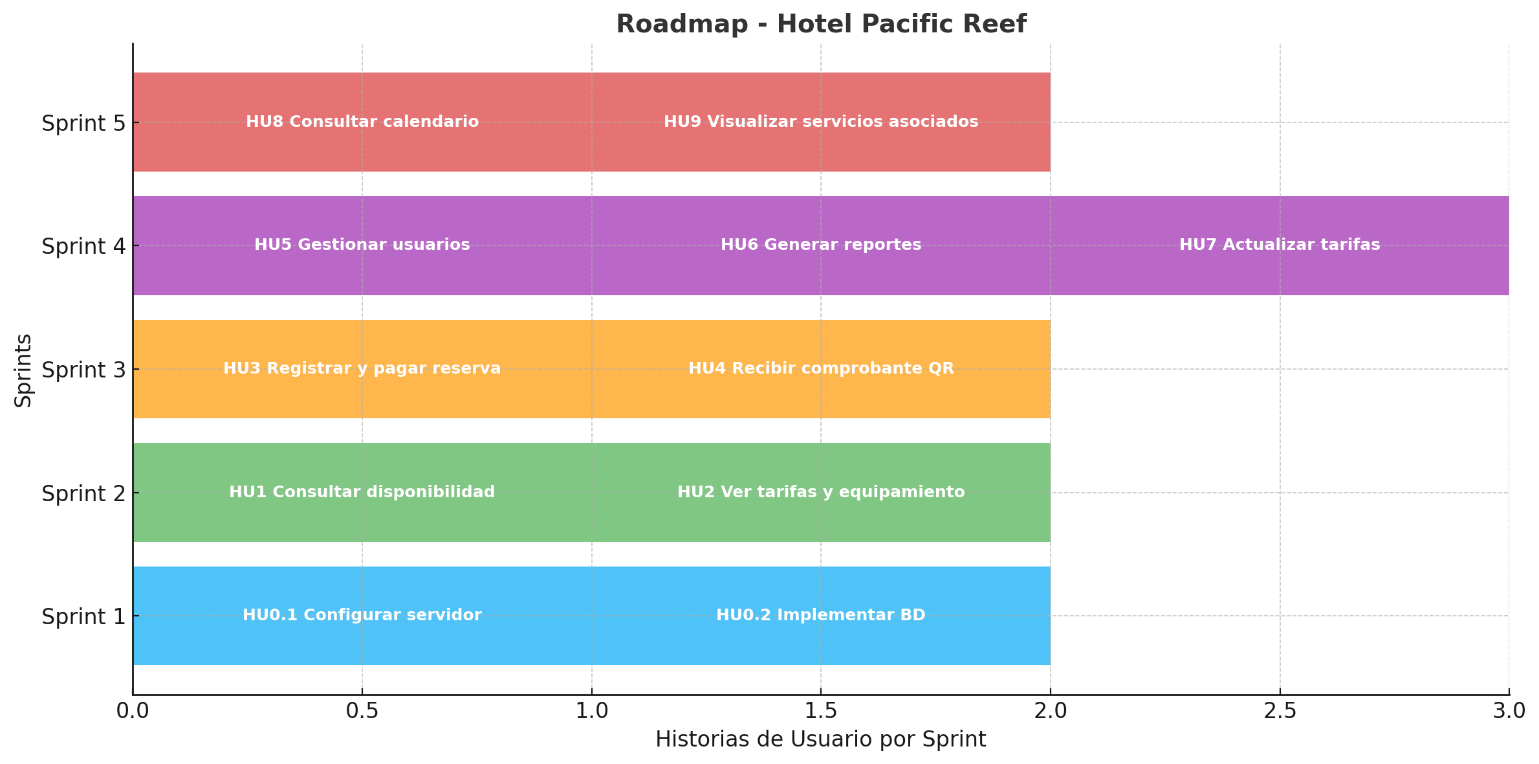 Roadmap - Hotel Pacific Reef
Sprints
Sprint 5
HU8 Consultar calendario
HU9 Visualizar servicios asociados
Sprint 4
HU5 Gestionar usuarios
HU6 Generar reportes
HU7 Actualizar tarifas
Sprint 3
HU3 Registrar y pagar reserva
HU4 Recibir comprobante QR
Sprint 2
HU1 Consultar disponibilidad
HU2 Ver tarifas y equipamiento
Sprint 1
HU0.1 Configurar servidor
HU0.2 Implementar BD
0.0 0.5 1.0 1.5 2.0 2.5 3.0
Historias de Usuario por Sprint